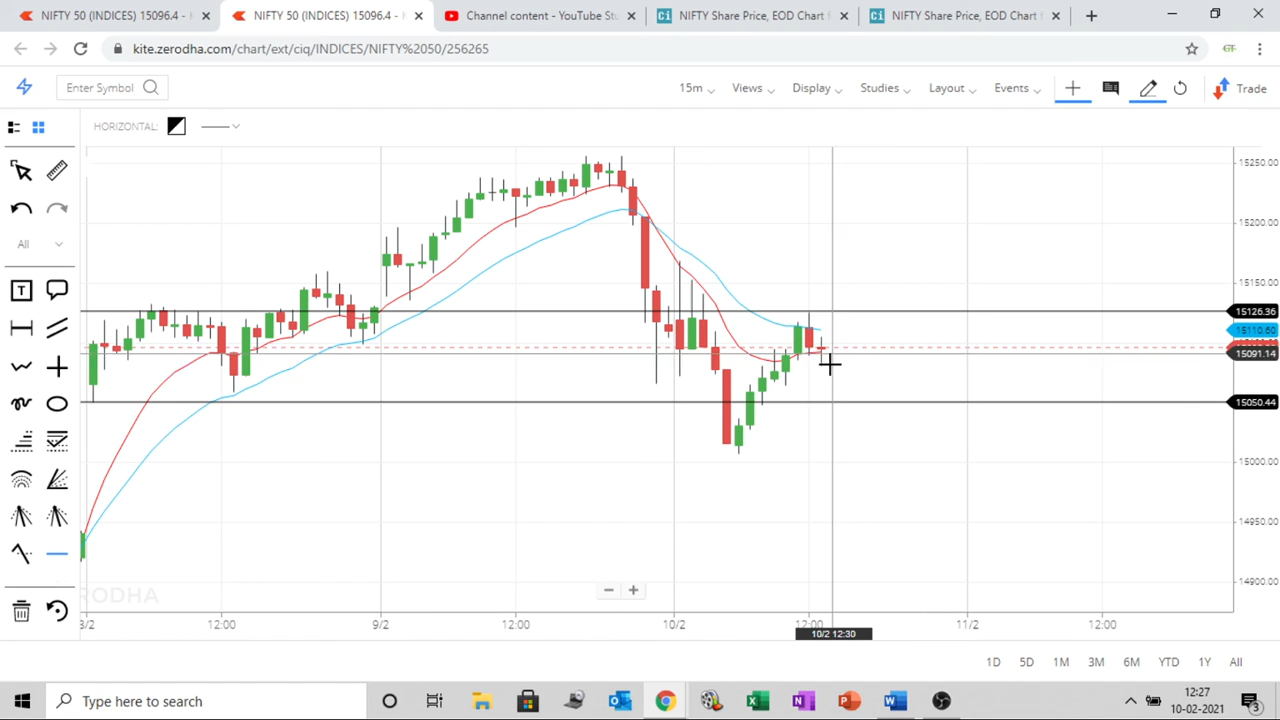 NIFTY 50 (INDICES) 15096.4 -
NIFTY 50 (INDICES) 15096.4 -
Channel content - YouTube St
NIFTY Share Price, EOD Chart f
NIFTY Share Price, EOD Chart f
kite.zerodha.com/chart/ext/ciq/INDICES/NIFTY%2050/256265
Enter Symbol
15m Views Display Studies Layout Events Trade
HORIZONTAL:
All
T
15250.00
15200.00
15150.00
15126.36
15110.60
15091.14
15050.44
15000.00
14950.00
14900.00
RODHA
12:00 9/2 12:00 10/2 12:00 11/2 12:00
10/2 12:30
1D 5D 1M 3M 6M YTD 1Y All
Type here to search
12:27
10-02-2021
3